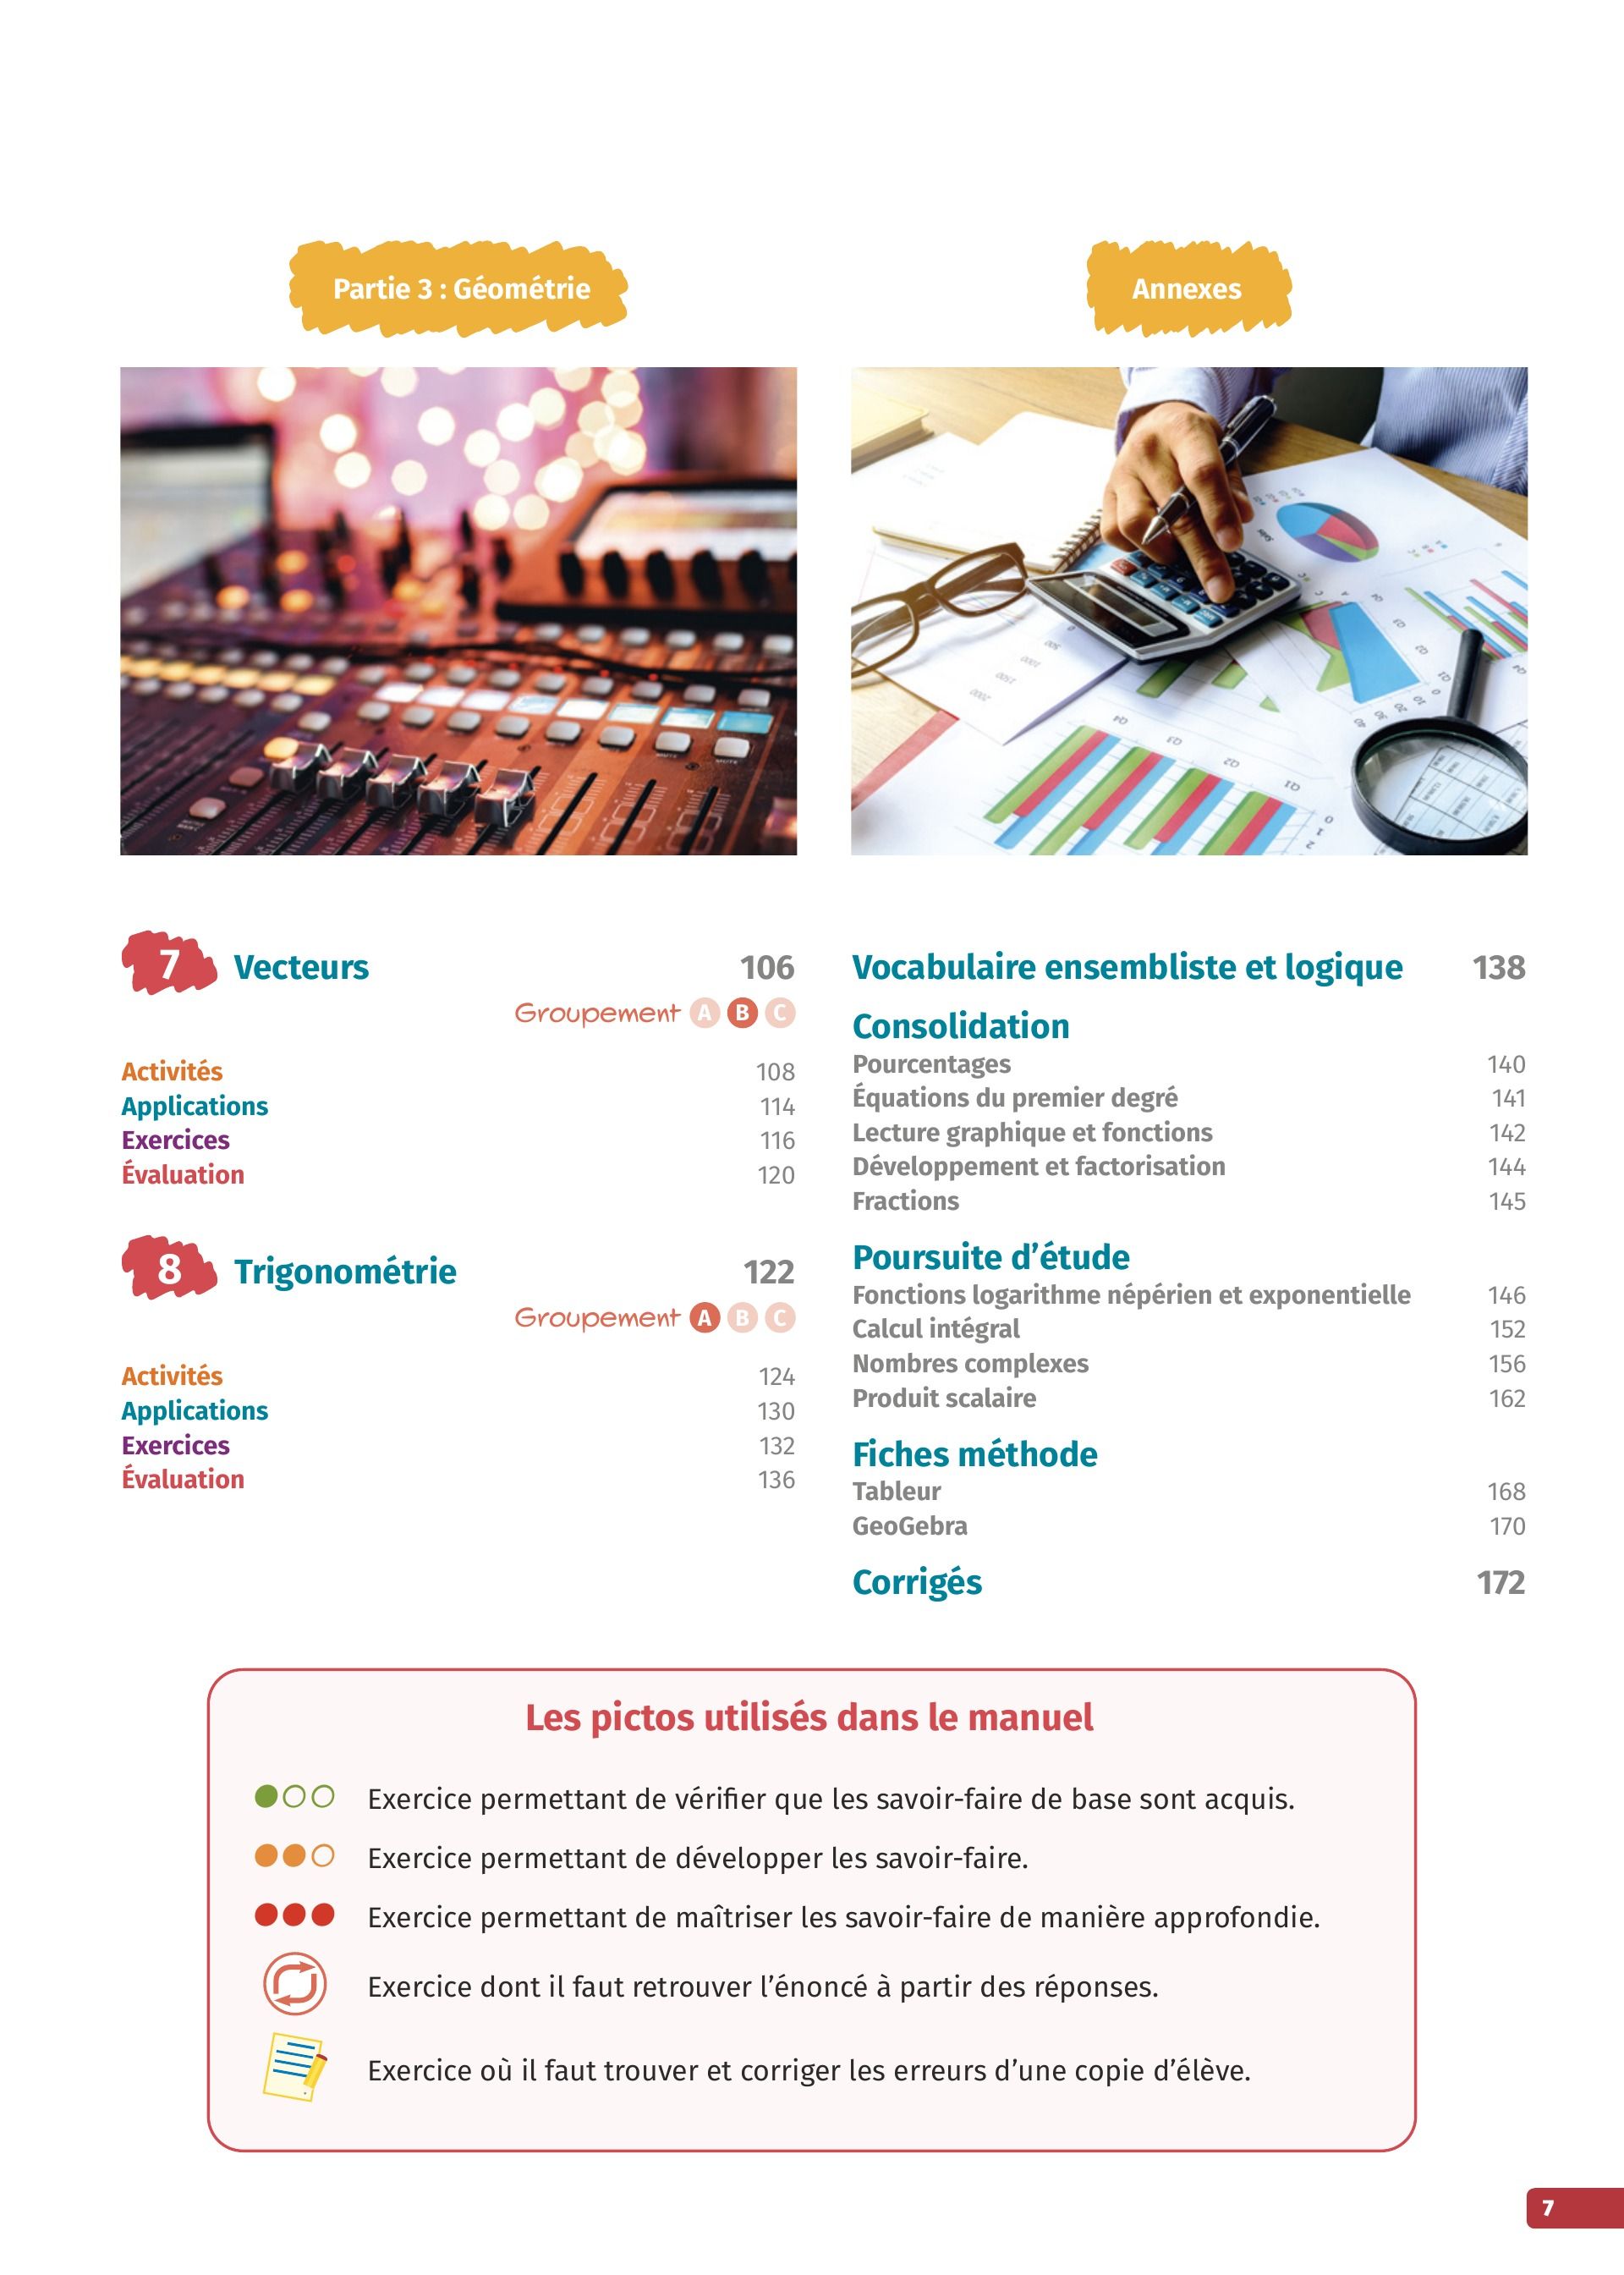 Partie 3 : Géométrie
7 Vecteurs 106
Groupement A B C
Activités 108
Applications 114
Exercices 116
Évaluation 120
8 Trigonométrie 122
Groupement A B C
Activités 124
Applications 130
Exercices 132
Évaluation 136
Annexes
Vocabulaire ensembliste et logique 138
Consolidation
Pourcentages 140
Équations du premier degré 141
Lecture graphique et fonctions 142
Développement et factorisation 144
Fractions 145
Poursuite d’étude
Fonctions logarithme népérien et exponentielle 146
Calcul intégral 152
Nombres complexes 156
Produit scalaire 162
Fiches méthode
Tableur 168
GeoGebra 170
Corrigés 172
Les pictos utilisés dans le manuel
Exercice permettant de vérifier que les savoir-faire de base sont acquis.
Exercice permettant de développer les savoir-faire.
Exercice permettant de maîtriser les savoir-faire de manière approfondie.
Exercice dont il faut retrouver l’énoncé à partir des réponses.
Exercice où il faut trouver et corriger les erreurs d’une copie d’élève.
7